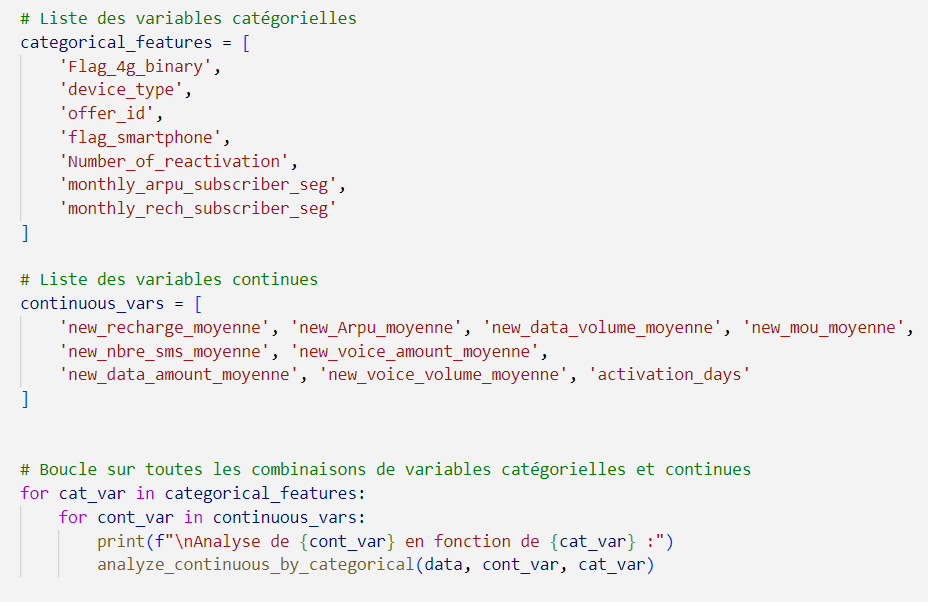 # Liste des variables catégorielles
categorical_features = [
    'Flag_4g_binary',
    'device_type',
    'offer_id',
    'flag_smartphone',
    'Number_of_reactivation',
    'monthly_arpu_subscriber_seg',
    'monthly_rech_subscriber_seg'
]
# Liste des variables continues
continuous_vars = [
    'new_recharge_moyenne', 'new_Arpu_moyenne', 'new_data_volume_moyenne', 'new_mou_moyenne',
    'new_nbre_sms_moyenne', 'new_voice_amount_moyenne',
    'new_data_amount_moyenne', 'new_voice_volume_moyenne', 'activation_days'
]
# Boucle sur toutes les combinaisons de variables catégorielles et continues
for cat_var in categorical_features:
    for cont_var in continuous_vars:
        print(f"\nAnalyse de {cont_var} en fonction de {cat_var} :")
        analyze_continuous_by_categorical(data, cont_var, cat_var)